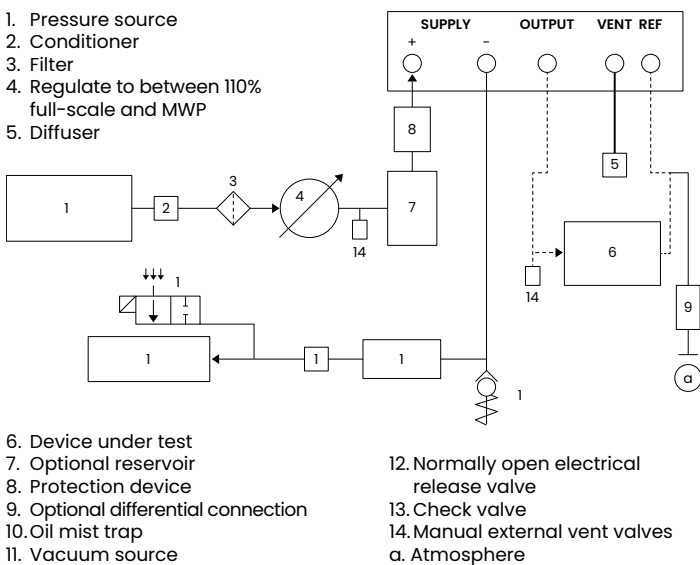 1. Pressure source
2. Conditioner
3. Filter
4. Regulate to between 110%
full-scale and MWP
5. Diffuser
SUPPLY OUTPUT VENT REF
+ -
8
5
3
1 2 4 7 6
14
14
9
1
1 1 1
1
a
6. Device under test
7. Optional reservoir
8. Protection device
9. Optional differential connection
10. Oil mist trap
11. Vacuum source
12. Normally open electrical
release valve
13. Check valve
14. Manual external vent valves
a. Atmosphere